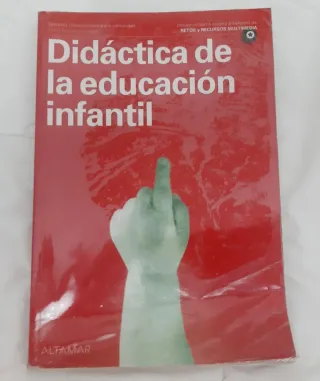 RETOS y RECURSOS MULTIMEDIA
Didáctica de
la educación
infantil
ALTAMAR